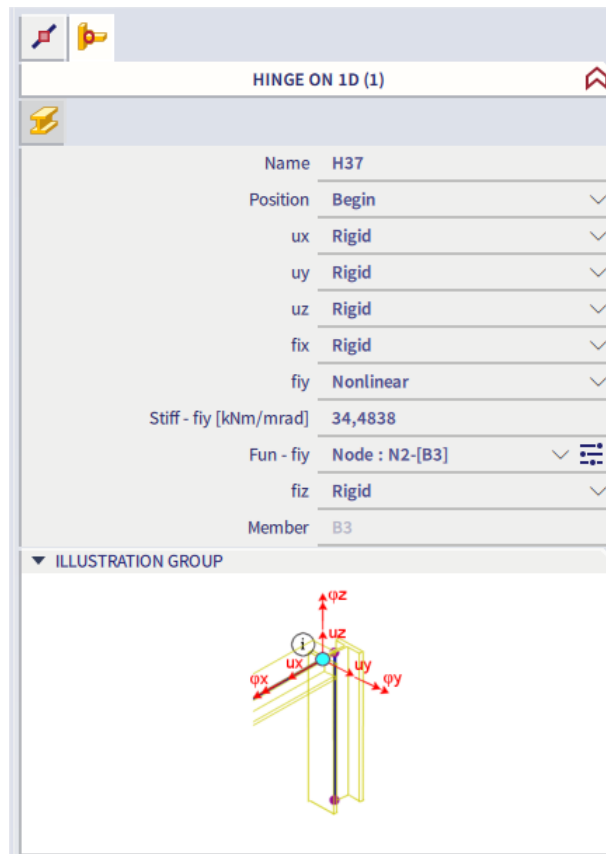 HINGE ON 1D (1)
Name H37
Position Begin
ux Rigid
uy Rigid
uz Rigid
fix Rigid
fiy Nonlinear
Stiff - fiy [kNm/mrad] 34,4838
Fun - fiy Node : N2-[B3]
fiz Rigid
Member B3
ILLUSTRATION GROUP
φz
uz
i
ux
uy
φx
φy